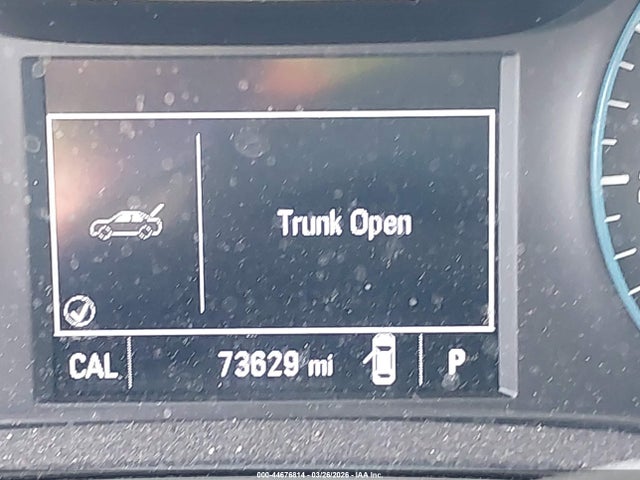 Trunk Open
CAL 73629 mi P
000-44676814 - 03/26/2026 - IAA Inc.